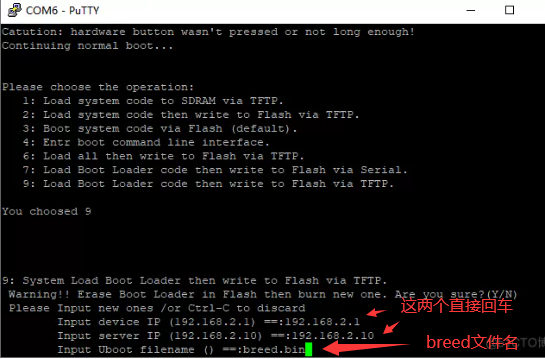 COM6 - PuTTY
Catution: hardware button wasn't pressed or not long enough!
Continuing normal boot...
Please choose the operation:
1: Load system code to SDRAM via TFTP.
2: Load system code then write to Flash via TFTP.
3: Boot system code via Flash (default).
4: Entr boot command line interface.
6: Load all then write to Flash via TFTP.
7: Load Boot Loader code then write to Flash via Serial.
9: Load Boot Loader code then write to Flash via TFTP.
You choosed 9
9: System Load Boot Loader then write to Flash via TFTP.
Warning!! Erase Boot Loader in Flash then burn new one. Are you sure?(Y/N)
Please Input new ones /or Ctrl-C to discard
这两个直接回车
Input device IP (192.168.2.1) ==:192.168.2.1
Input server IP (192.168.2.10) ==:192.168.2.10
Input Uboot filename () ==:breed.bin
breed文件名